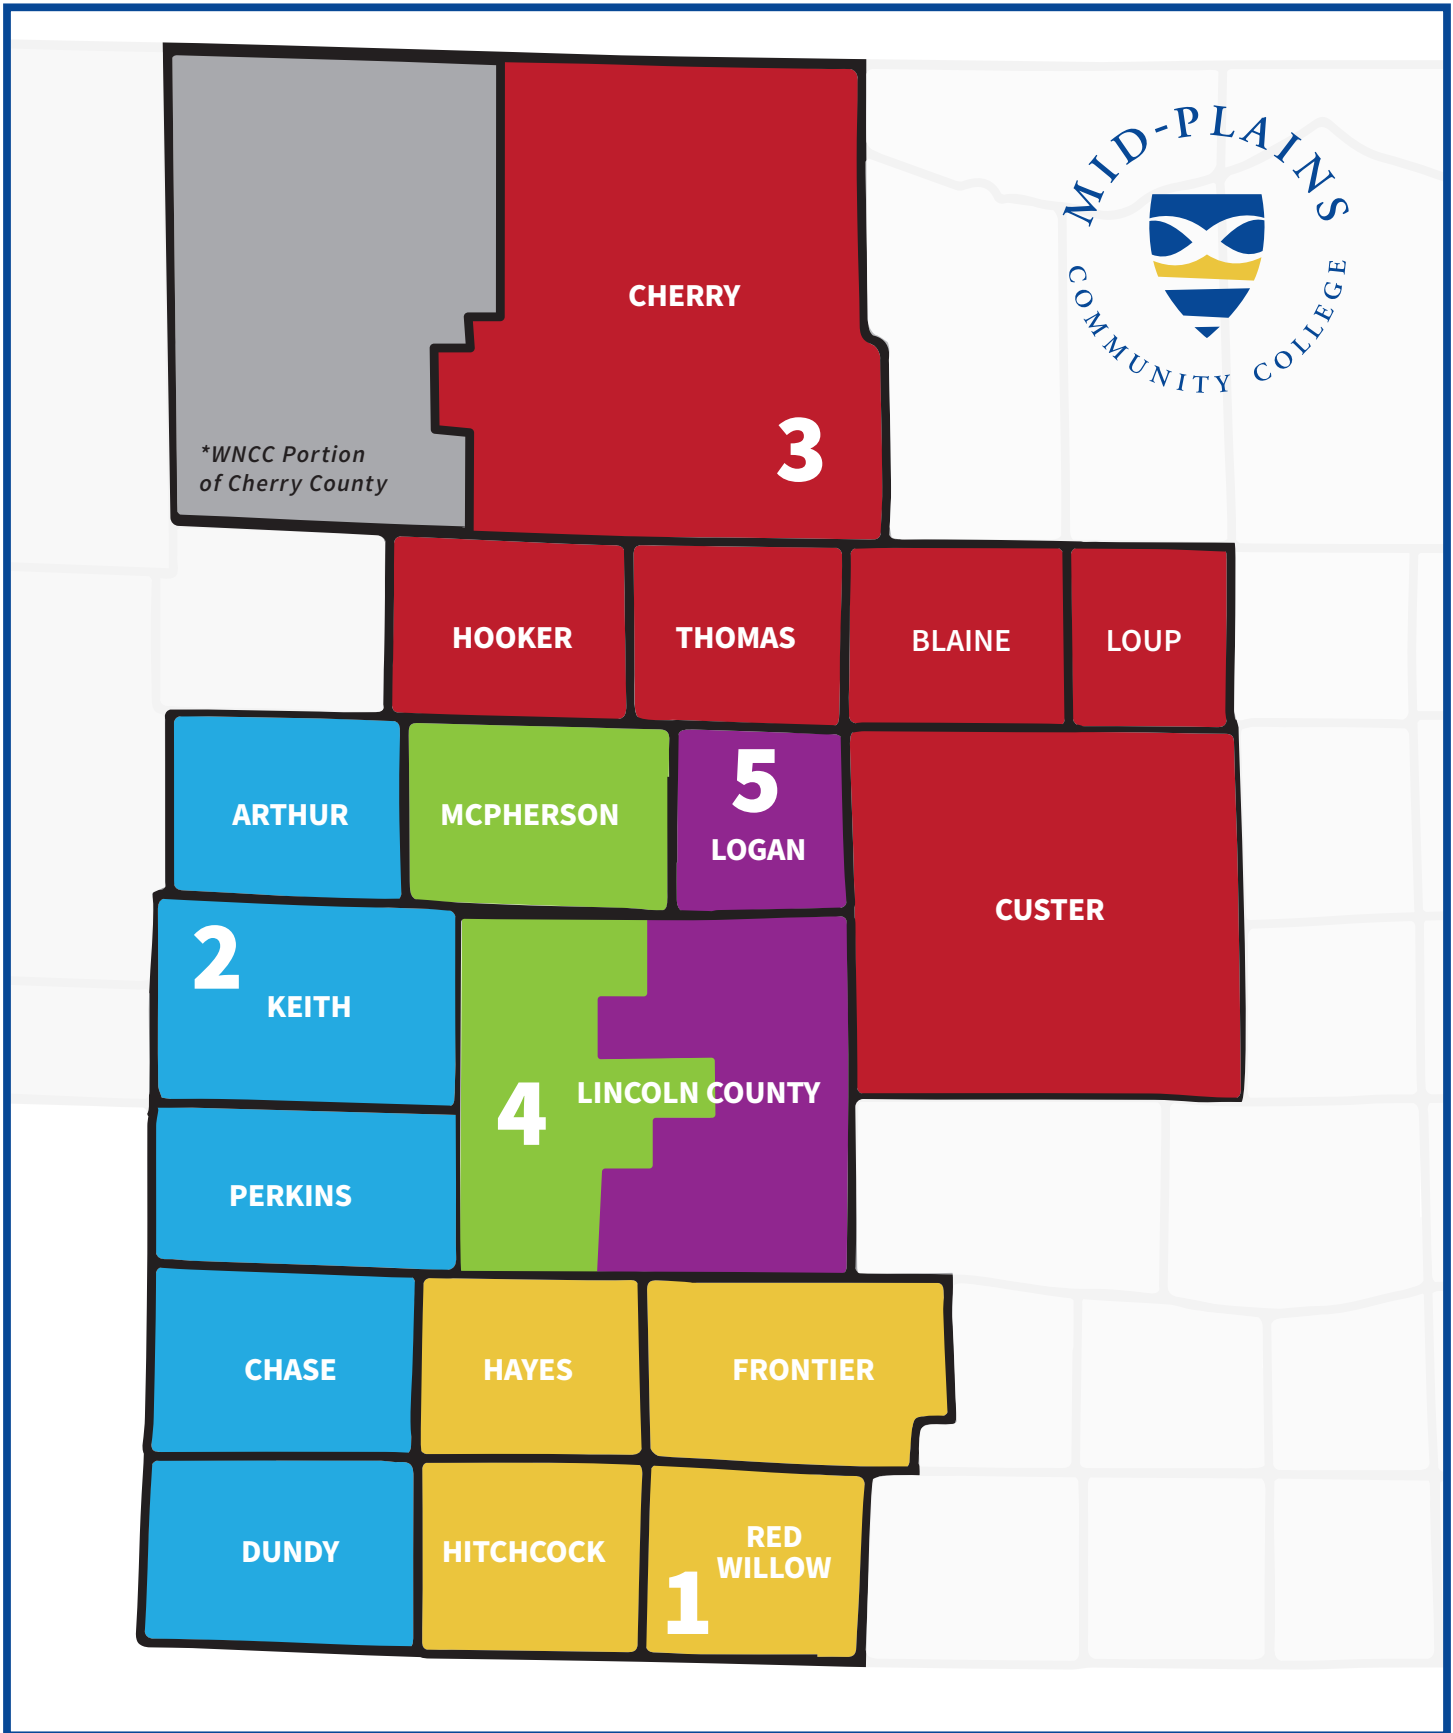 MID-PLAINS
COMMUNITY COLLEGE
CHERRY
3
*WNCC Portion
of Cherry County
HOOKER
THOMAS
BLAINE
LOUP
5
ARTHUR
MCPHERSON
LOGAN
CUSTER
2
KEITH
4
LINCOLN COUNTY
PERKINS
CHASE
HAYES
FRONTIER
DUNDY
HITCHCOCK
RED
WILLOW
1